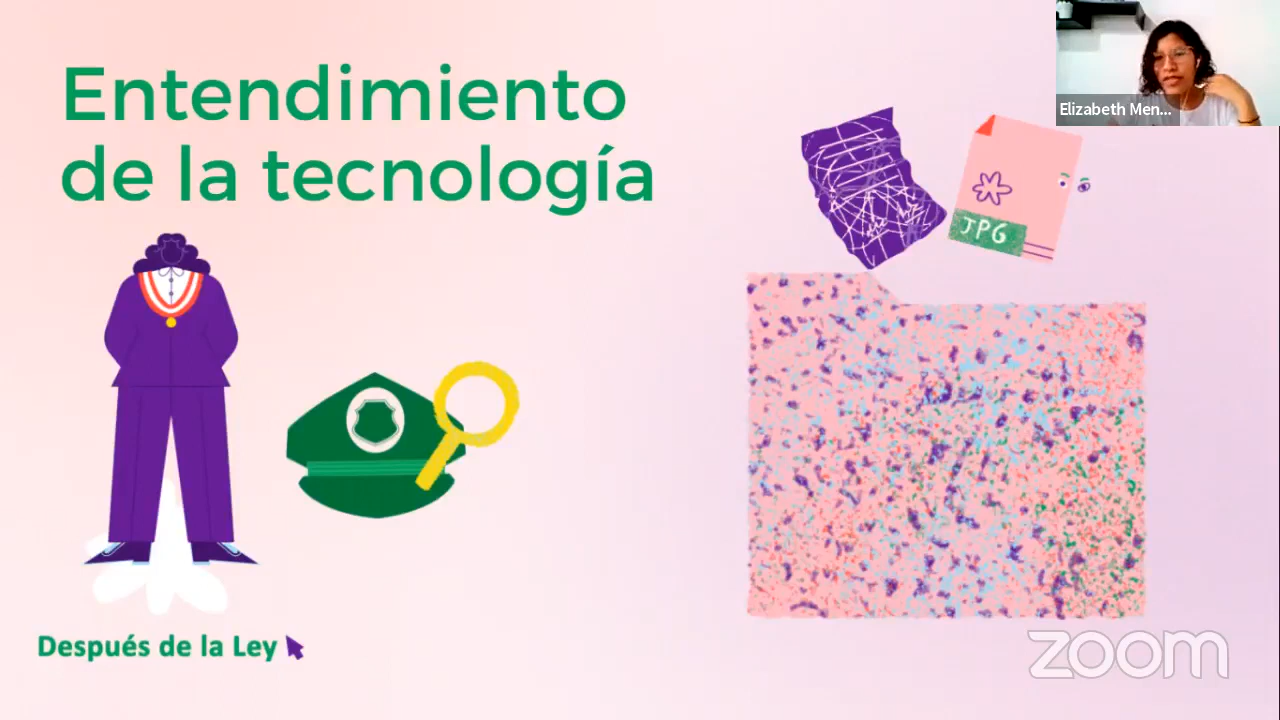 Entendimiento
de la tecnología
Elizabeth Men...
JPG
Después de la Ley
zoom